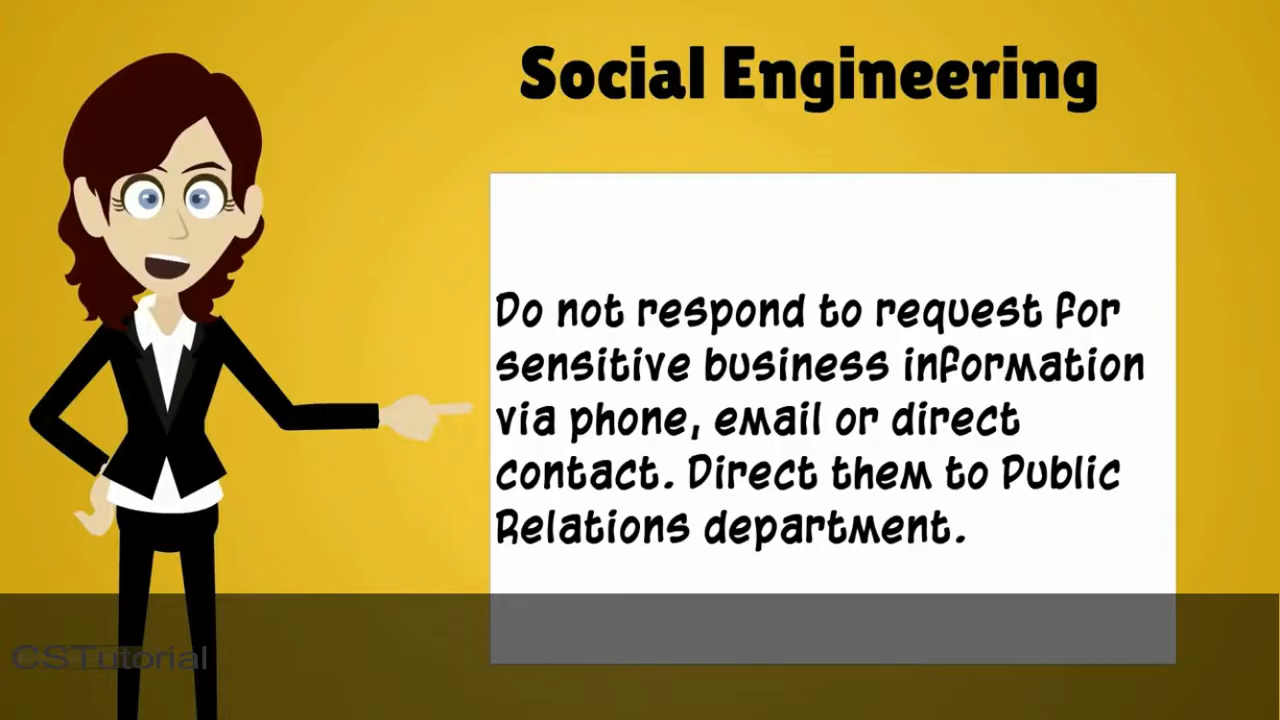 Social Engineering
Do not respond to request for
sensitive business information
via phone, email or direct
contact. Direct them to Public
Relations department.
CSTutorial